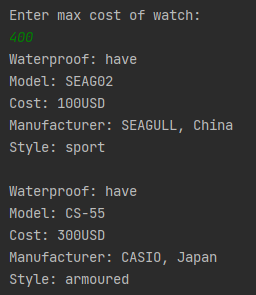 Enter max cost of watch:
400
Waterproof: have
Model: SEAG02
Cost: 100USD
Manufacturer: SEAGULL, China
Style: sport

Waterproof: have
Model: CS-55
Cost: 300USD
Manufacturer: CASIO, Japan
Style: armoured